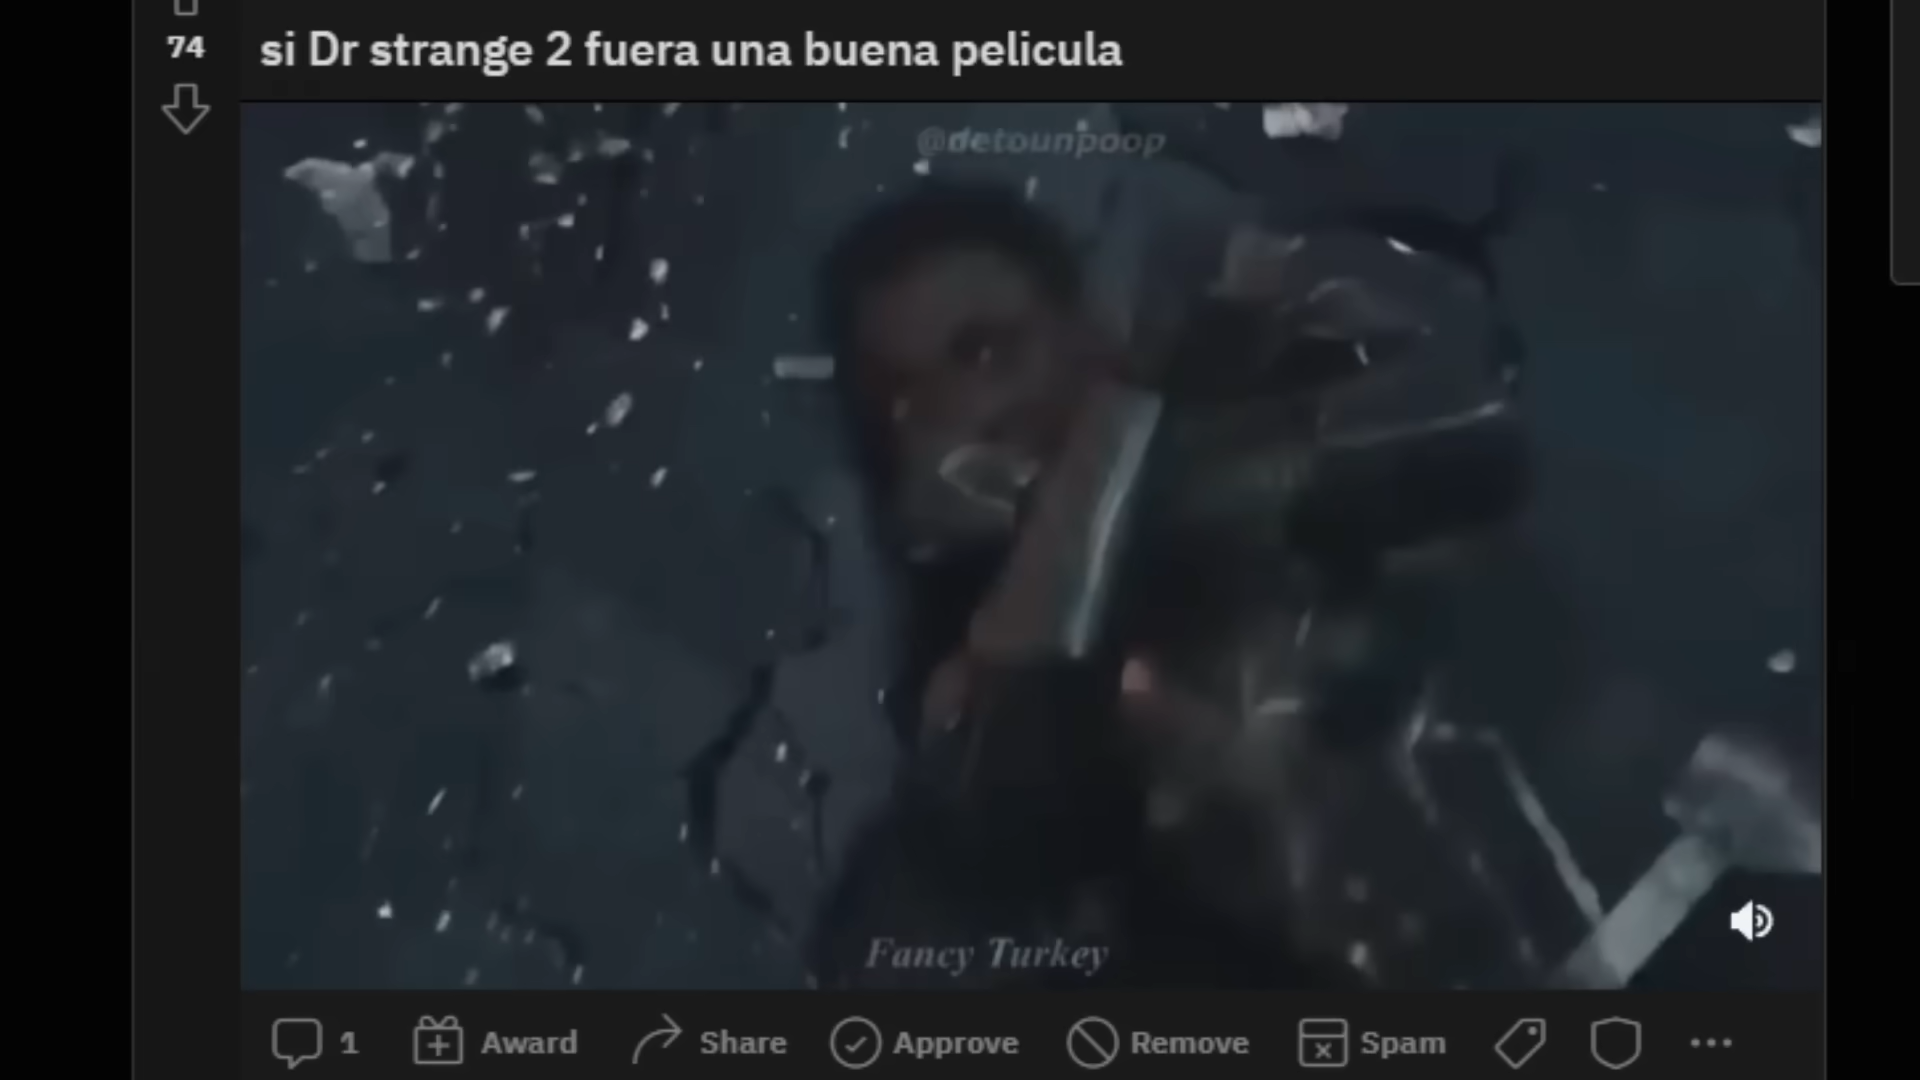 74
si Dr strange 2 fuera una buena pelicula
@detounpoop
Fancy Turkey
1
Award
Share
Approve
Remove
Spam